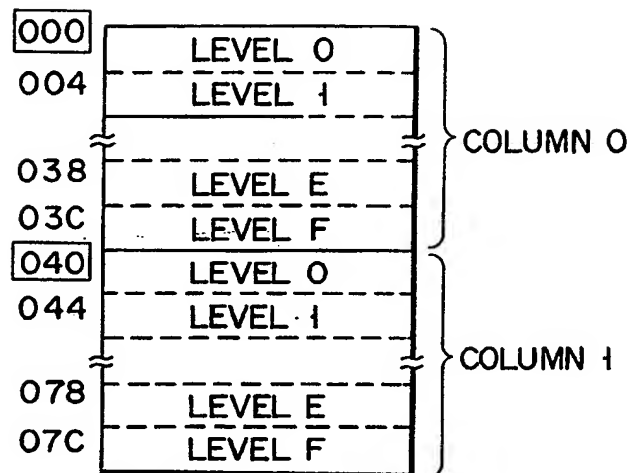 000 LEVEL 0
004 LEVEL 1
COLUMN 0
038 LEVEL E
03C LEVEL F
040 LEVEL 0
044 LEVEL 1
COLUMN 1
078 LEVEL E
07C LEVEL F